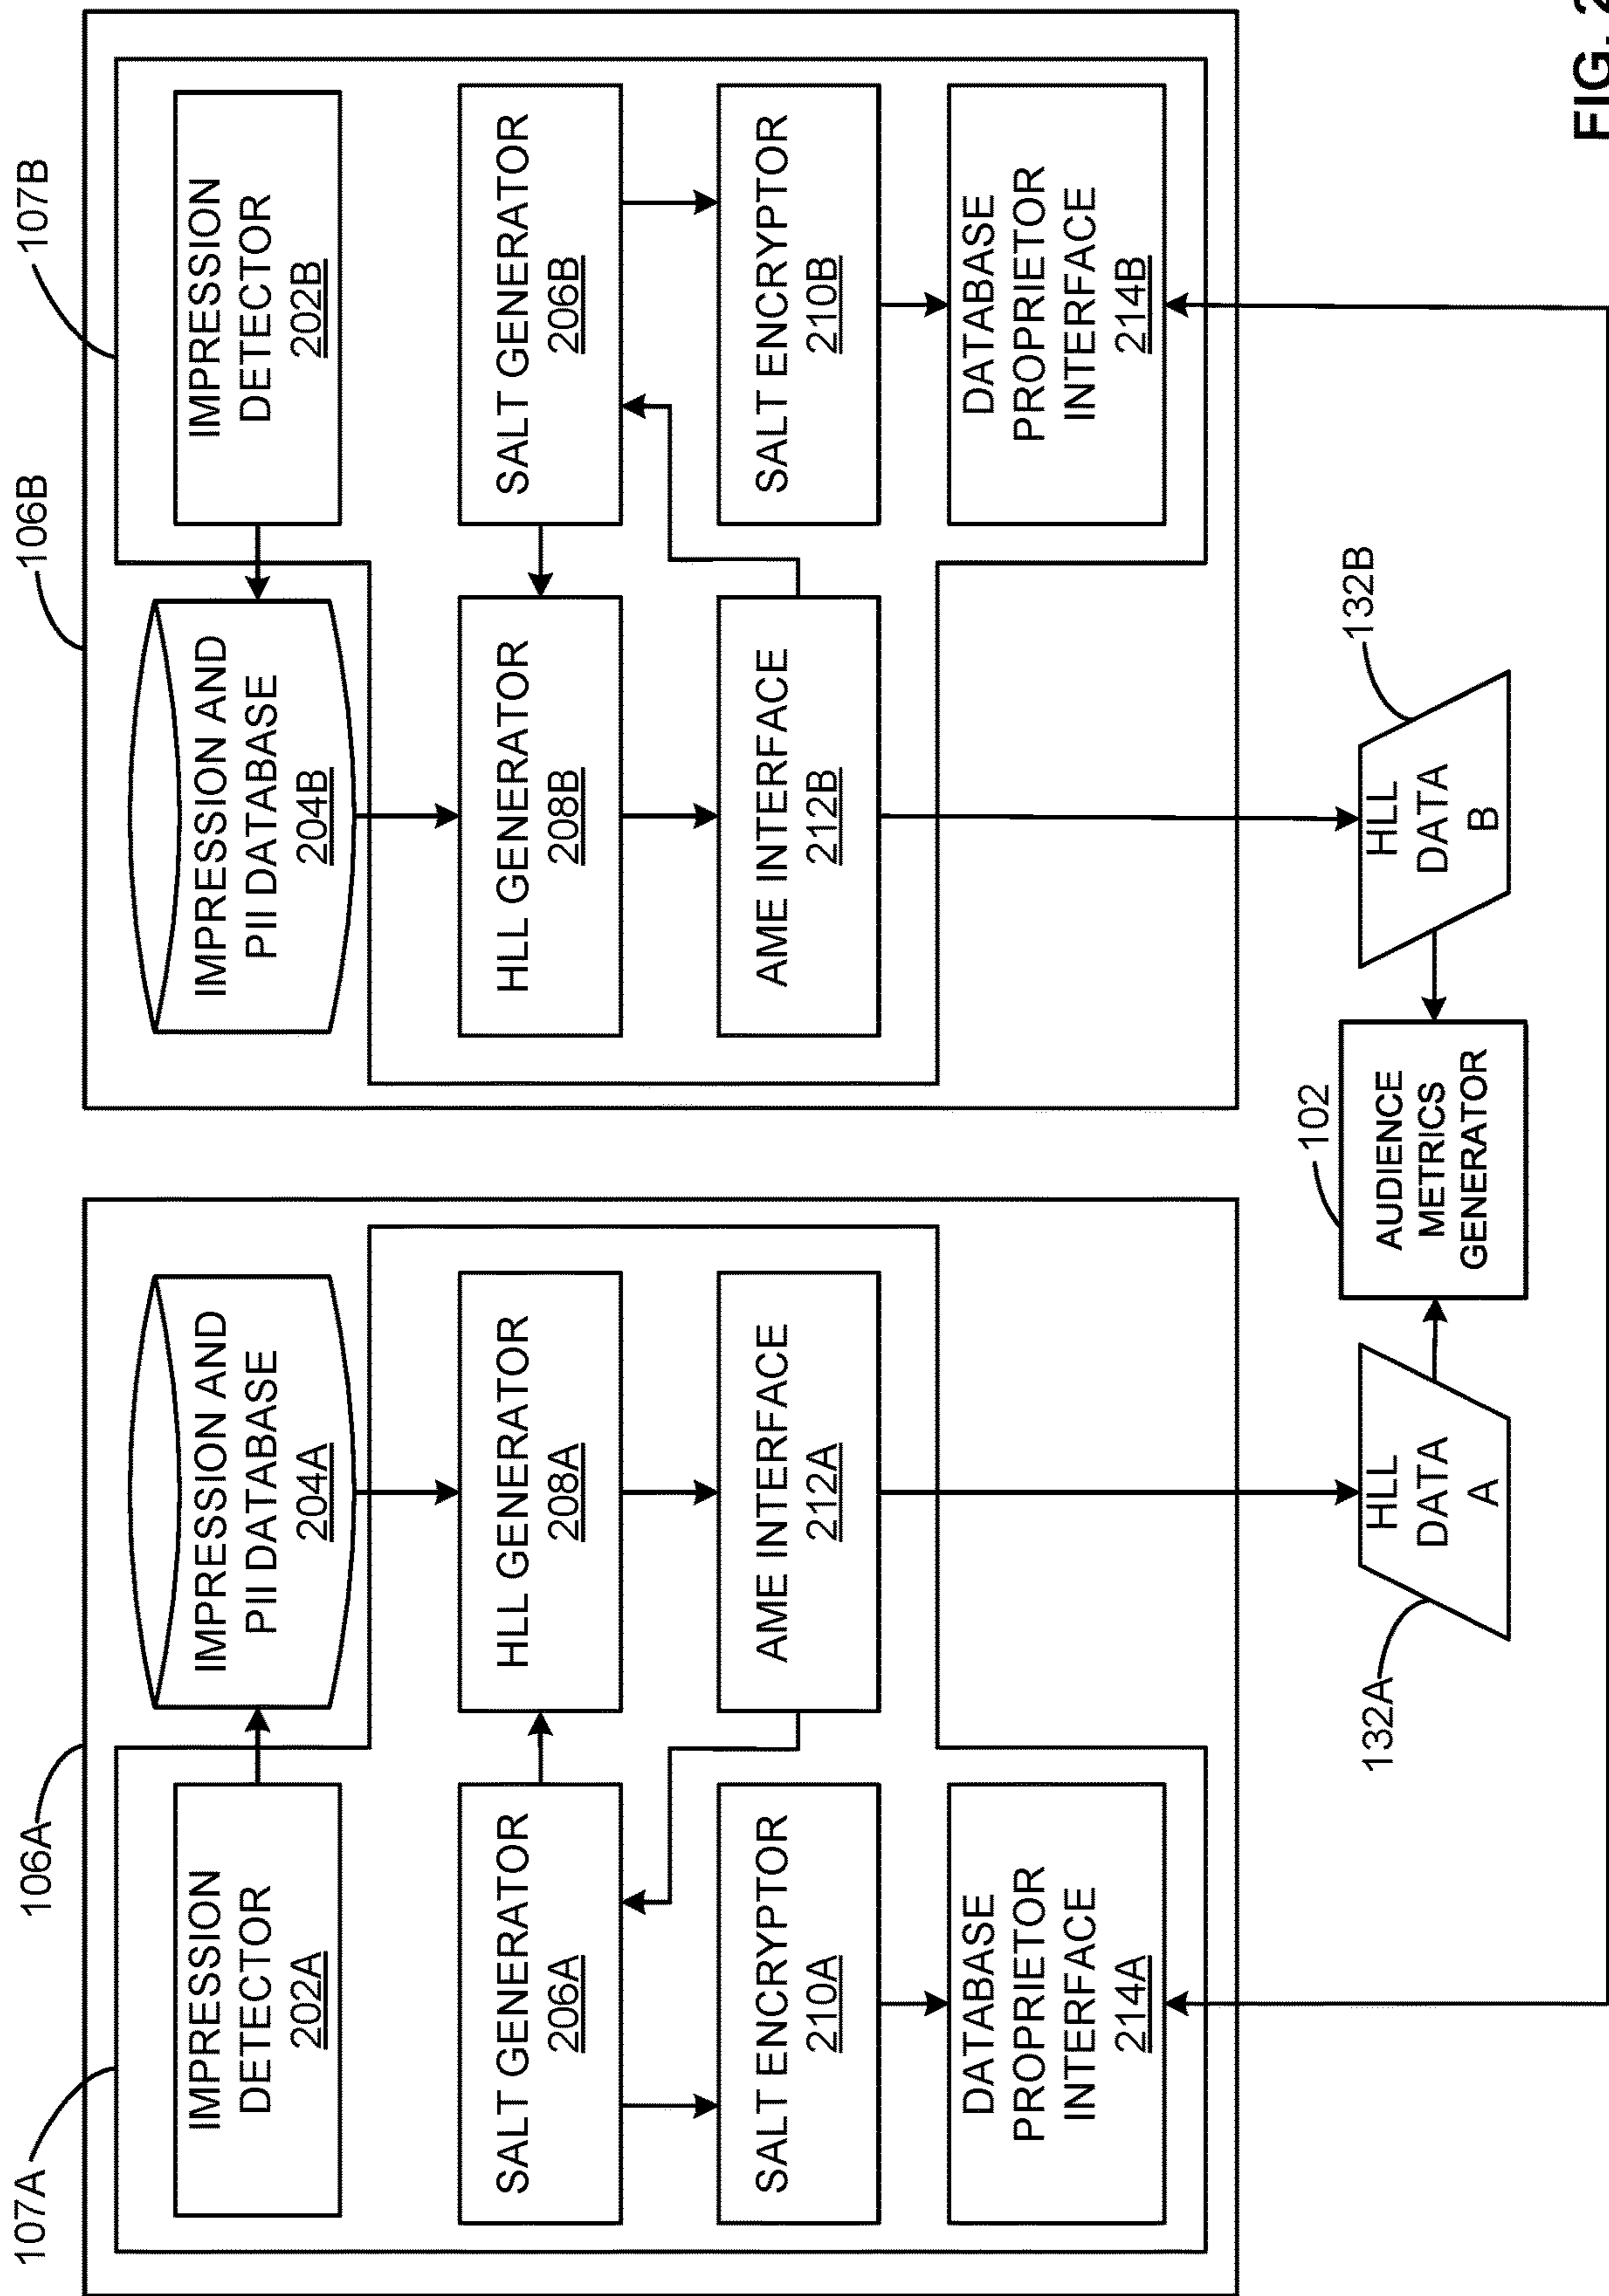 107A
106A
IMPRESSION
DETECTOR
202A
IMPRESSION AND
PII DATABASE
204A
SALT GENERATOR
206A
HLL GENERATOR
208A
SALT ENCRYPTOR
210A
AME INTERFACE
212A
DATABASE
PROPRIETOR
INTERFACE
214A
106B
107B
IMPRESSION AND
PII DATABASE
204B
IMPRESSION
DETECTOR
202B
HLL GENERATOR
208B
SALT GENERATOR
206B
AME INTERFACE
212B
SALT ENCRYPTOR
210B
DATABASE
PROPRIETOR
INTERFACE
214B
132A
HLL
DATA
A
102
AUDIENCE
METRICS
GENERATOR
HLL
DATA
B
132B
FIG. 2